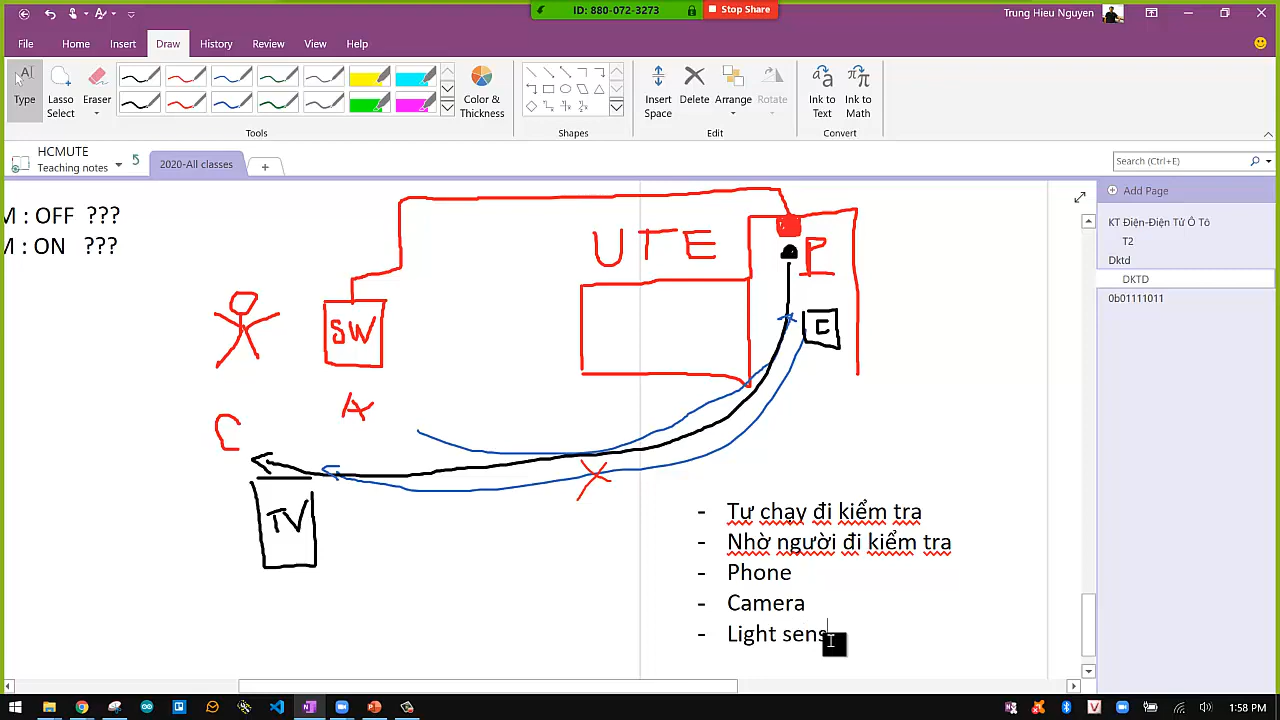 ID: 880-072-3273
Stop Share
Trung Hieu Nguyen
File Home Insert Draw History Review View Help
Type
Lasso Select
Eraser
Color & Thickness
Insert Space
Delete
Arrange
Rotate
Ink to Text
Ink to Math
Tools
Shapes
Edit
Convert
HCMUTE
Teaching notes
2020-All classes
Search (Ctrl+E)
Add Page
KT Điện-Điện Tử Ô Tô
T2
Dktd
DKTD
0b01111011
M : OFF ???
M : ON ???
UTE
P
SW
C
A
TV
- Tư chạy đi kiểm tra
- Nhờ người đi kiểm tra
- Phone
- Camera
- Light sens
1:58 PM